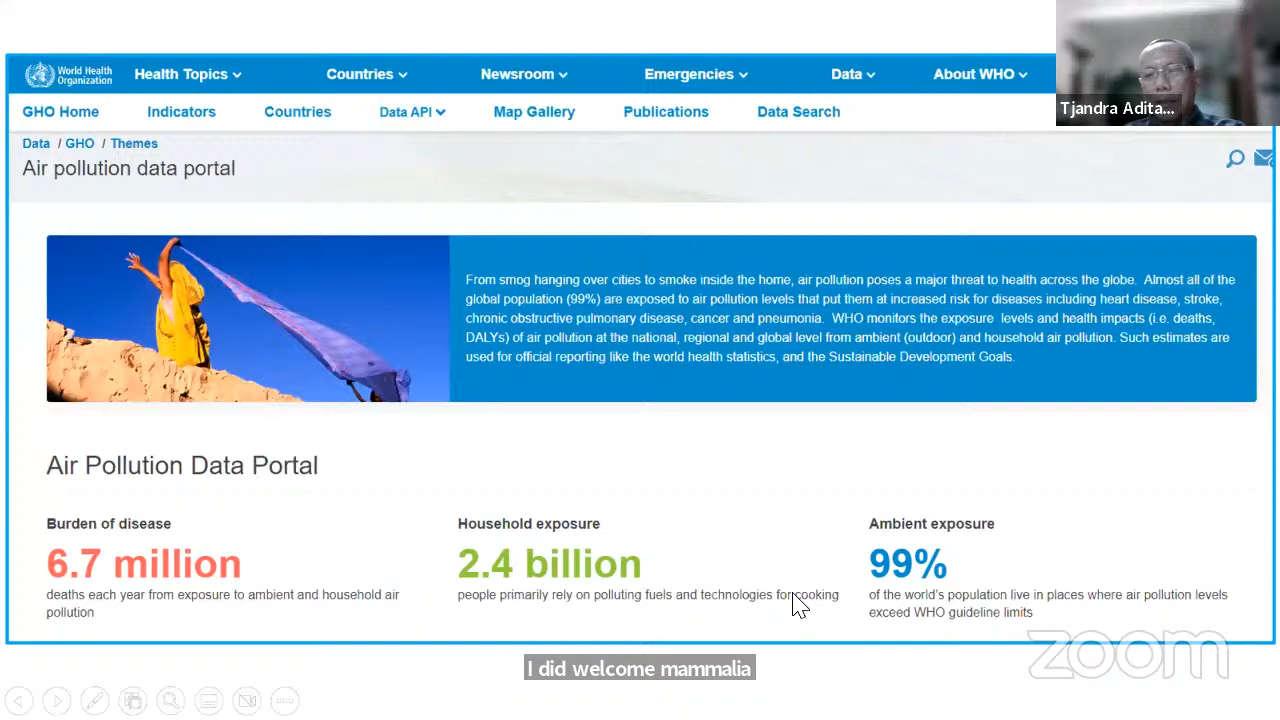 World Health
Organization
Health Topics
Countries
Newsroom
Emergencies
Data
About WHO
GHO Home
Indicators
Countries
Data API
Map Gallery
Publications
Data Search
Tjandra Adita...
Data / GHO / Themes
Air pollution data portal
From smog hanging over cities to smoke inside the home, air pollution poses a major threat to health across the globe. Almost all of the
global population (99%) are exposed to air pollution levels that put them at increased risk for diseases including heart disease, stroke,
chronic obstructive pulmonary disease, cancer and pneumonia. WHO monitors the exposure levels and health impacts (i.e. deaths,
DALYs) of air pollution at the national, regional and global level from ambient (outdoor) and household air pollution. Such estimates are
used for official reporting like the world health statistics, and the Sustainable Development Goals.
Air Pollution Data Portal
Burden of disease
6.7 million
deaths each year from exposure to ambient and household air
pollution
Household exposure
2.4 billion
people primarily rely on polluting fuels and technologies for cooking
Ambient exposure
99%
of the world's population live in places where air pollution levels
exceed WHO guideline limits
zoom
I did welcome mammalia